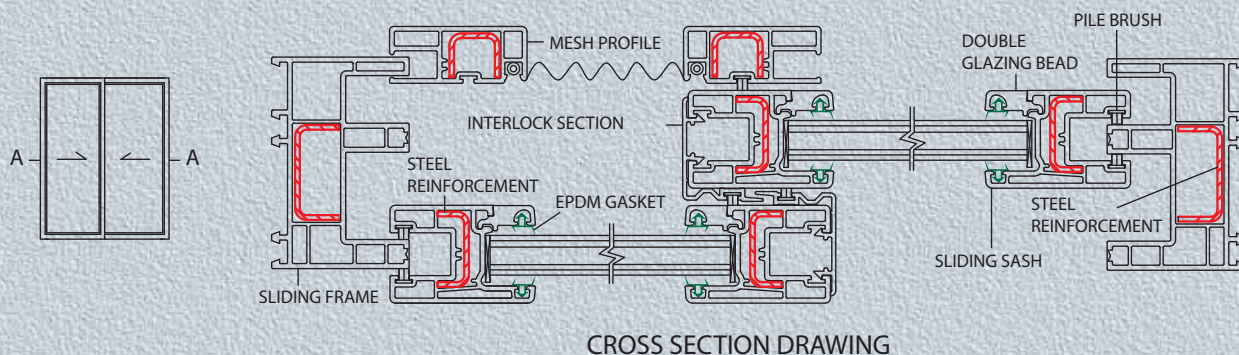 PILE BRUSH
DOUBLE
GLAZING BEAD
MESH PROFILE
INTERLOCK SECTION
A
A
STEEL
REINFORCEMENT
EPDM GASKET
STEEL
REINFORCEMENT
SLIDING SASH
SLIDING FRAME
CROSS SECTION DRAWING